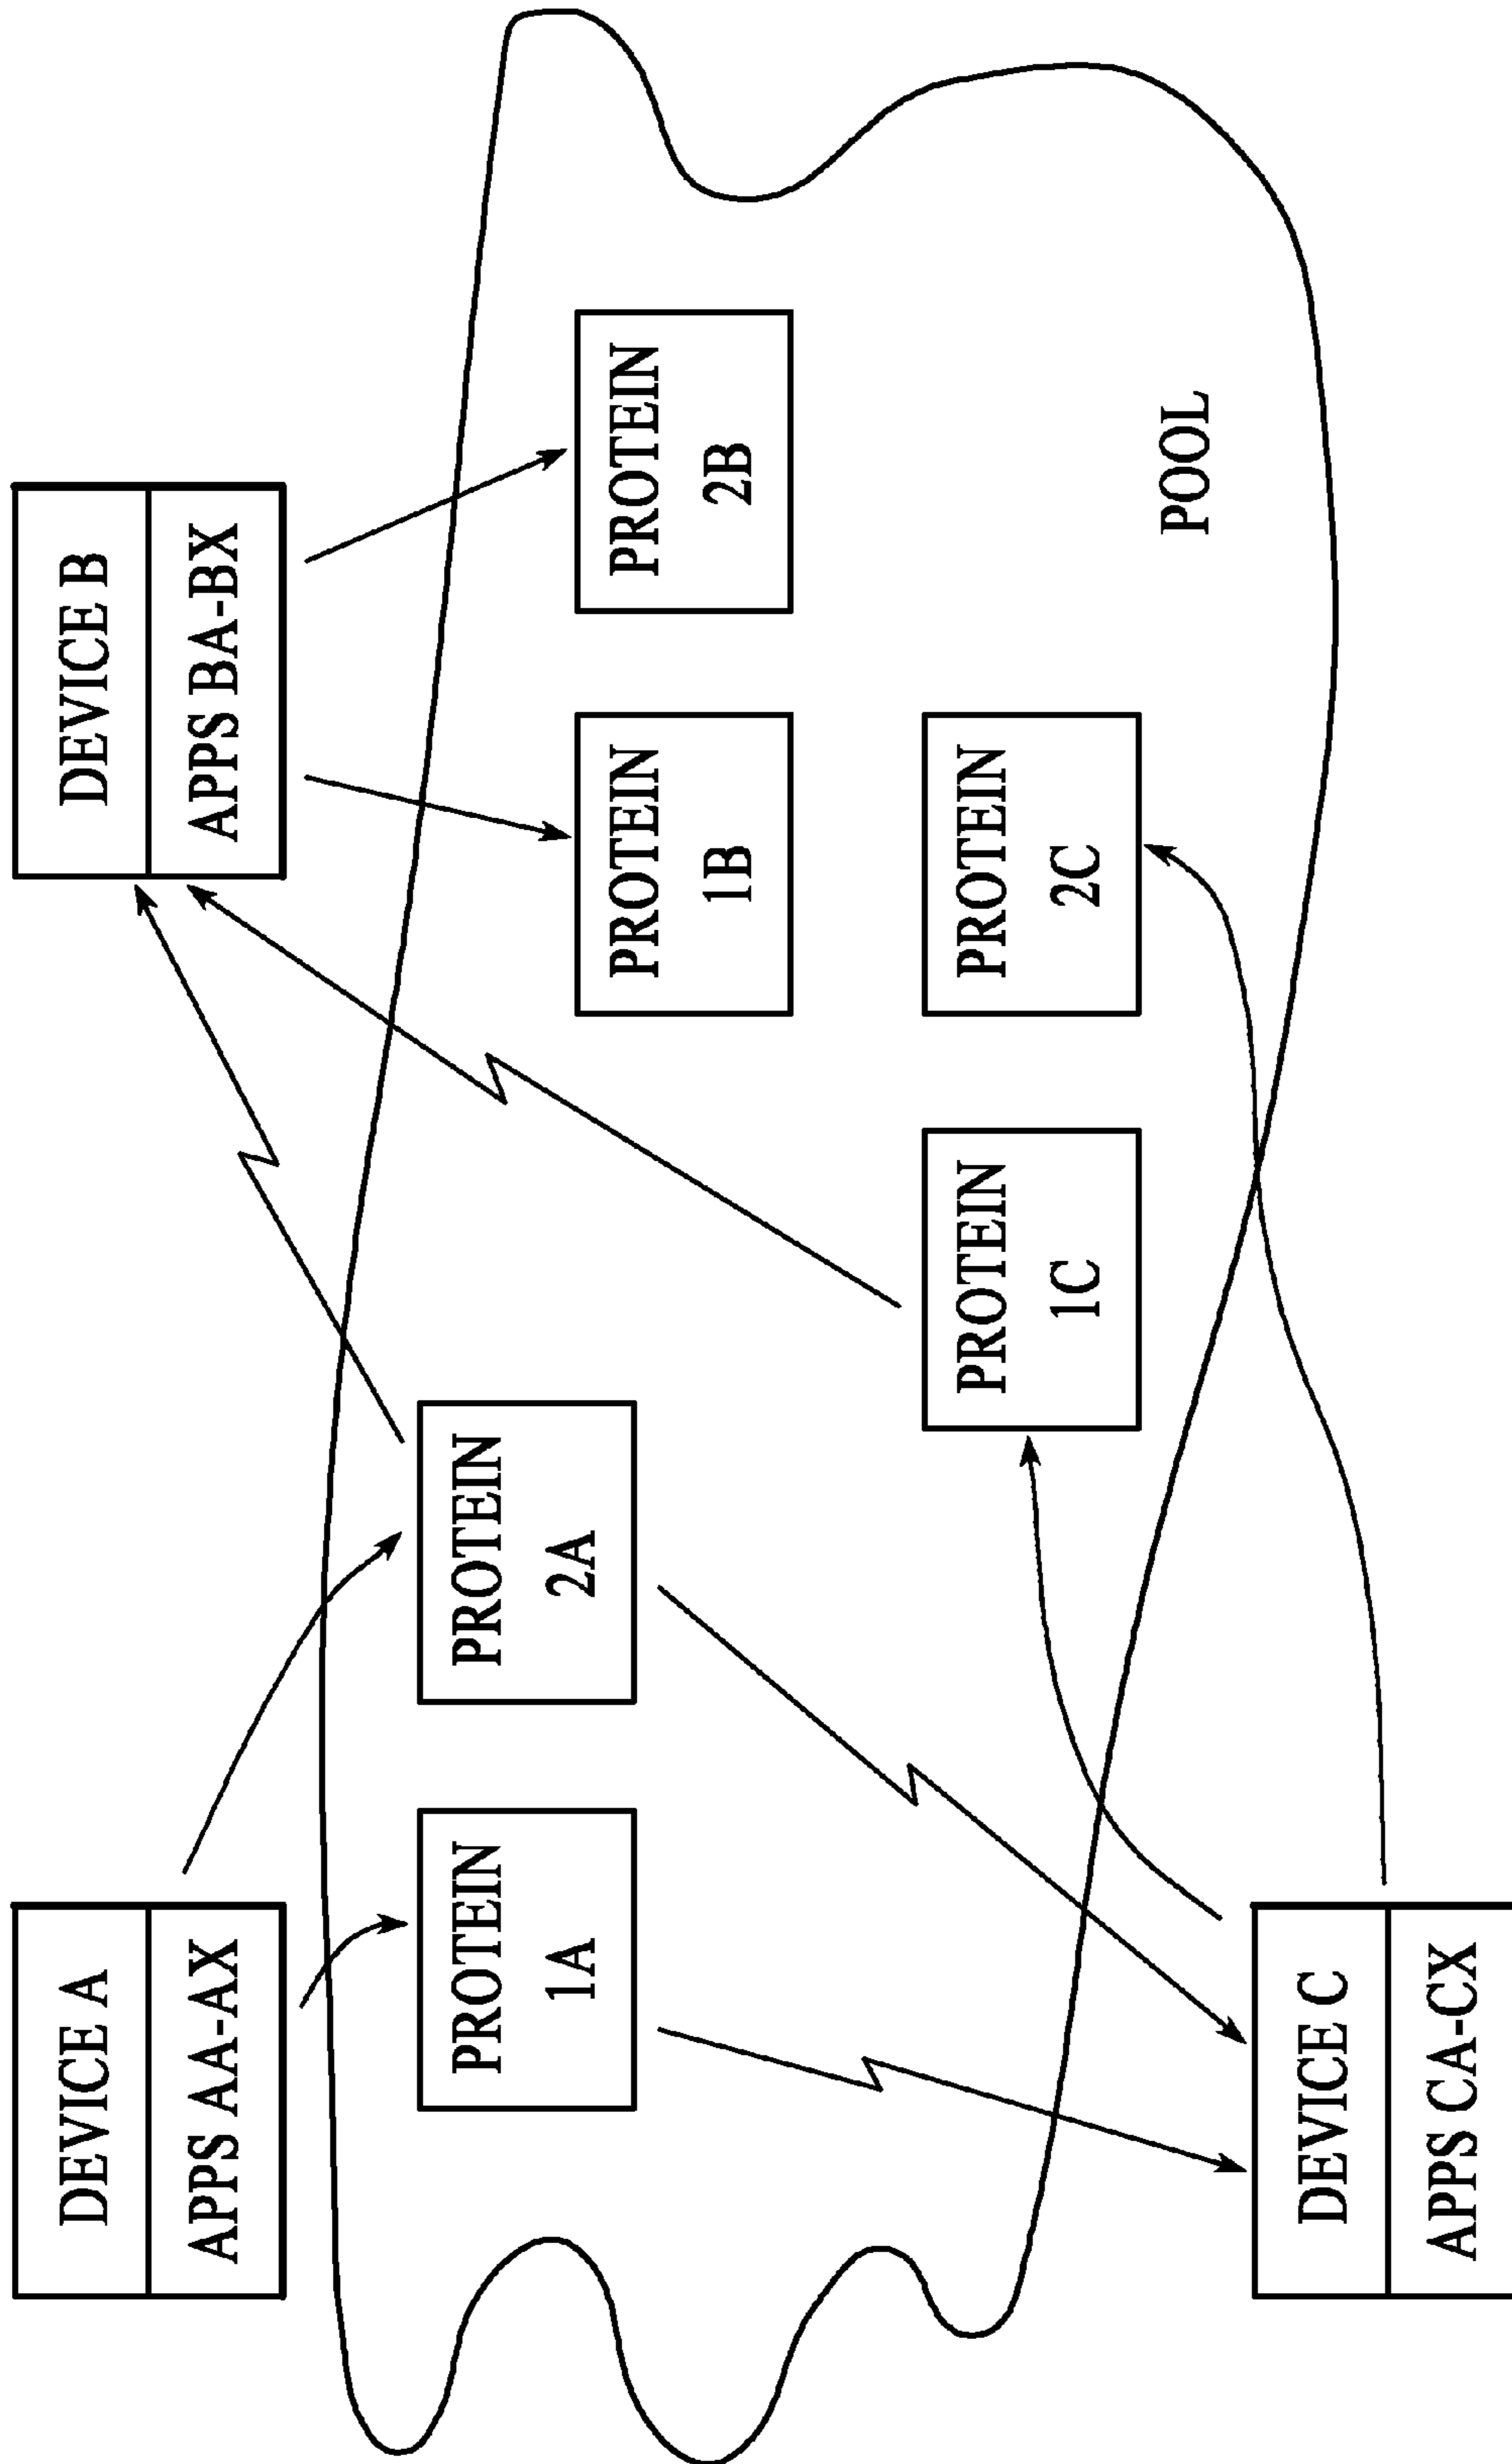 DEVICE A
APPS AA-AX
DEVICE B
APPS BA-BX
PROTEIN
1A
PROTEIN
2A
PROTEIN
1B
PROTEIN
2B
PROTEIN
1C
PROTEIN
2C
POOL
DEVICE C
APPS CA-CX